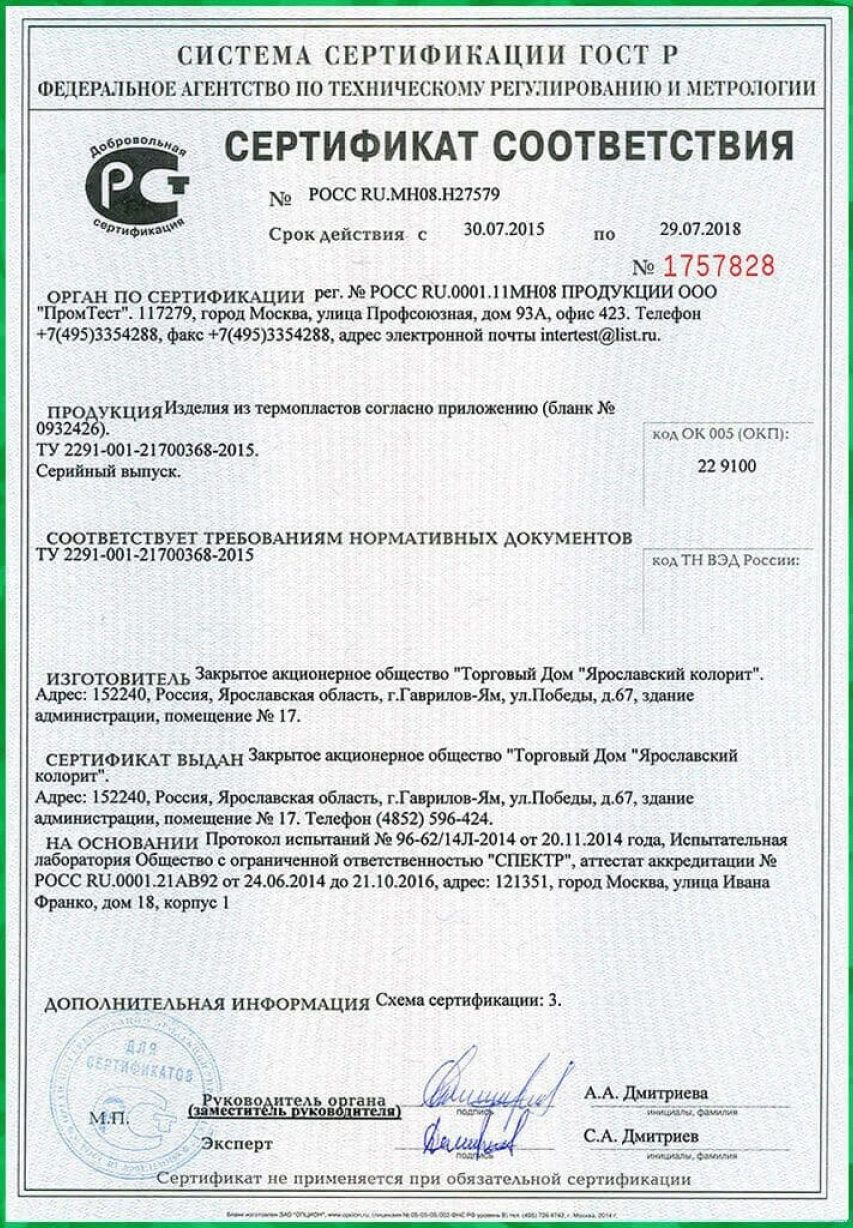 СИСТЕМА СЕРТИФИКАЦИИ ГОСТ Р
ФЕДЕРАЛЬНОЕ АГЕНТСТВО ПО ТЕХНИЧЕСКОМУ РЕГУЛИРОВАНИЮ И МЕТРОЛОГИИ
Добровольная
РСТ
сертификация
СЕРТИФИКАТ СООТВЕТСТВИЯ
№ РОСС RU.МН08.Н27579
Срок действия с 30.07.2015 по 29.07.2018
№ 1757828
ОРГАН ПО СЕРТИФИКАЦИИ рег. № РОСС RU.0001.11МН08 ПРОДУКЦИИ ООО
"ПромТест". 117279, город Москва, улица Профсоюзная, дом 93А, офис 423. Телефон
+7(495)3354288, факс +7(495)3354288, адрес электронной почты intertest@list.ru.
ПРОДУКЦИЯ Изделия из термопластов согласно приложению (бланк №
0932426).
ТУ 2291-001-21700368-2015.
Серийный выпуск.
код ОК 005 (ОКП):
22 9100
СООТВЕТСТВУЕТ ТРЕБОВАНИЯМ НОРМАТИВНЫХ ДОКУМЕНТОВ
ТУ 2291-001-21700368-2015
код ТН ВЭД России:
ИЗГОТОВИТЕЛЬ Закрытое акционерное общество "Торговый Дом "Ярославский колорит".
Адрес: 152240, Россия, Ярославская область, г.Гаврилов-Ям, ул.Победы, д.67, здание
администрации, помещение № 17.
СЕРТИФИКАТ ВЫДАН Закрытое акционерное общество "Торговый Дом "Ярославский
колорит".
Адрес: 152240, Россия, Ярославская область, г.Гаврилов-Ям, ул.Победы, д.67, здание
администрации, помещение № 17. Телефон (4852) 596-424.
НА ОСНОВАНИИ Протокол испытаний № 96-62/14Л-2014 от 20.11.2014 года, Испытательная
лаборатория Общество с ограниченной ответственностью "СПЕКТР", аттестат аккредитации №
РОСС RU.0001.21АВ92 от 24.06.2014 до 21.10.2016, адрес: 121351, город Москва, улица Ивана
Франко, дом 18, корпус 1
ДОПОЛНИТЕЛЬНАЯ ИНФОРМАЦИЯ Схема сертификации: 3.
ДЛЯ
СЕРТИФИКАТОВ
М.П.
Руководитель органа
(заместитель руководителя)
подпись
А.А. Дмитриева
инициалы, фамилия
Эксперт
подпись
С.А. Дмитриев
инициалы, фамилия
Сертификат не применяется при обязательной сертификации